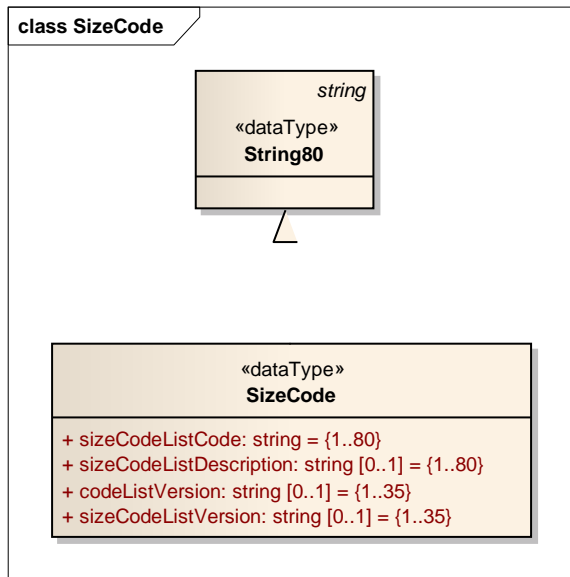 class SizeCode
string
«dataType»
String80
«dataType»
SizeCode
+ sizeCodeListCode: string = {1..80}
+ sizeCodeListDescription: string [0..1] = {1..80}
+ codeListVersion: string [0..1] = {1..35}
+ sizeCodeListVersion: string [0..1] = {1..35}